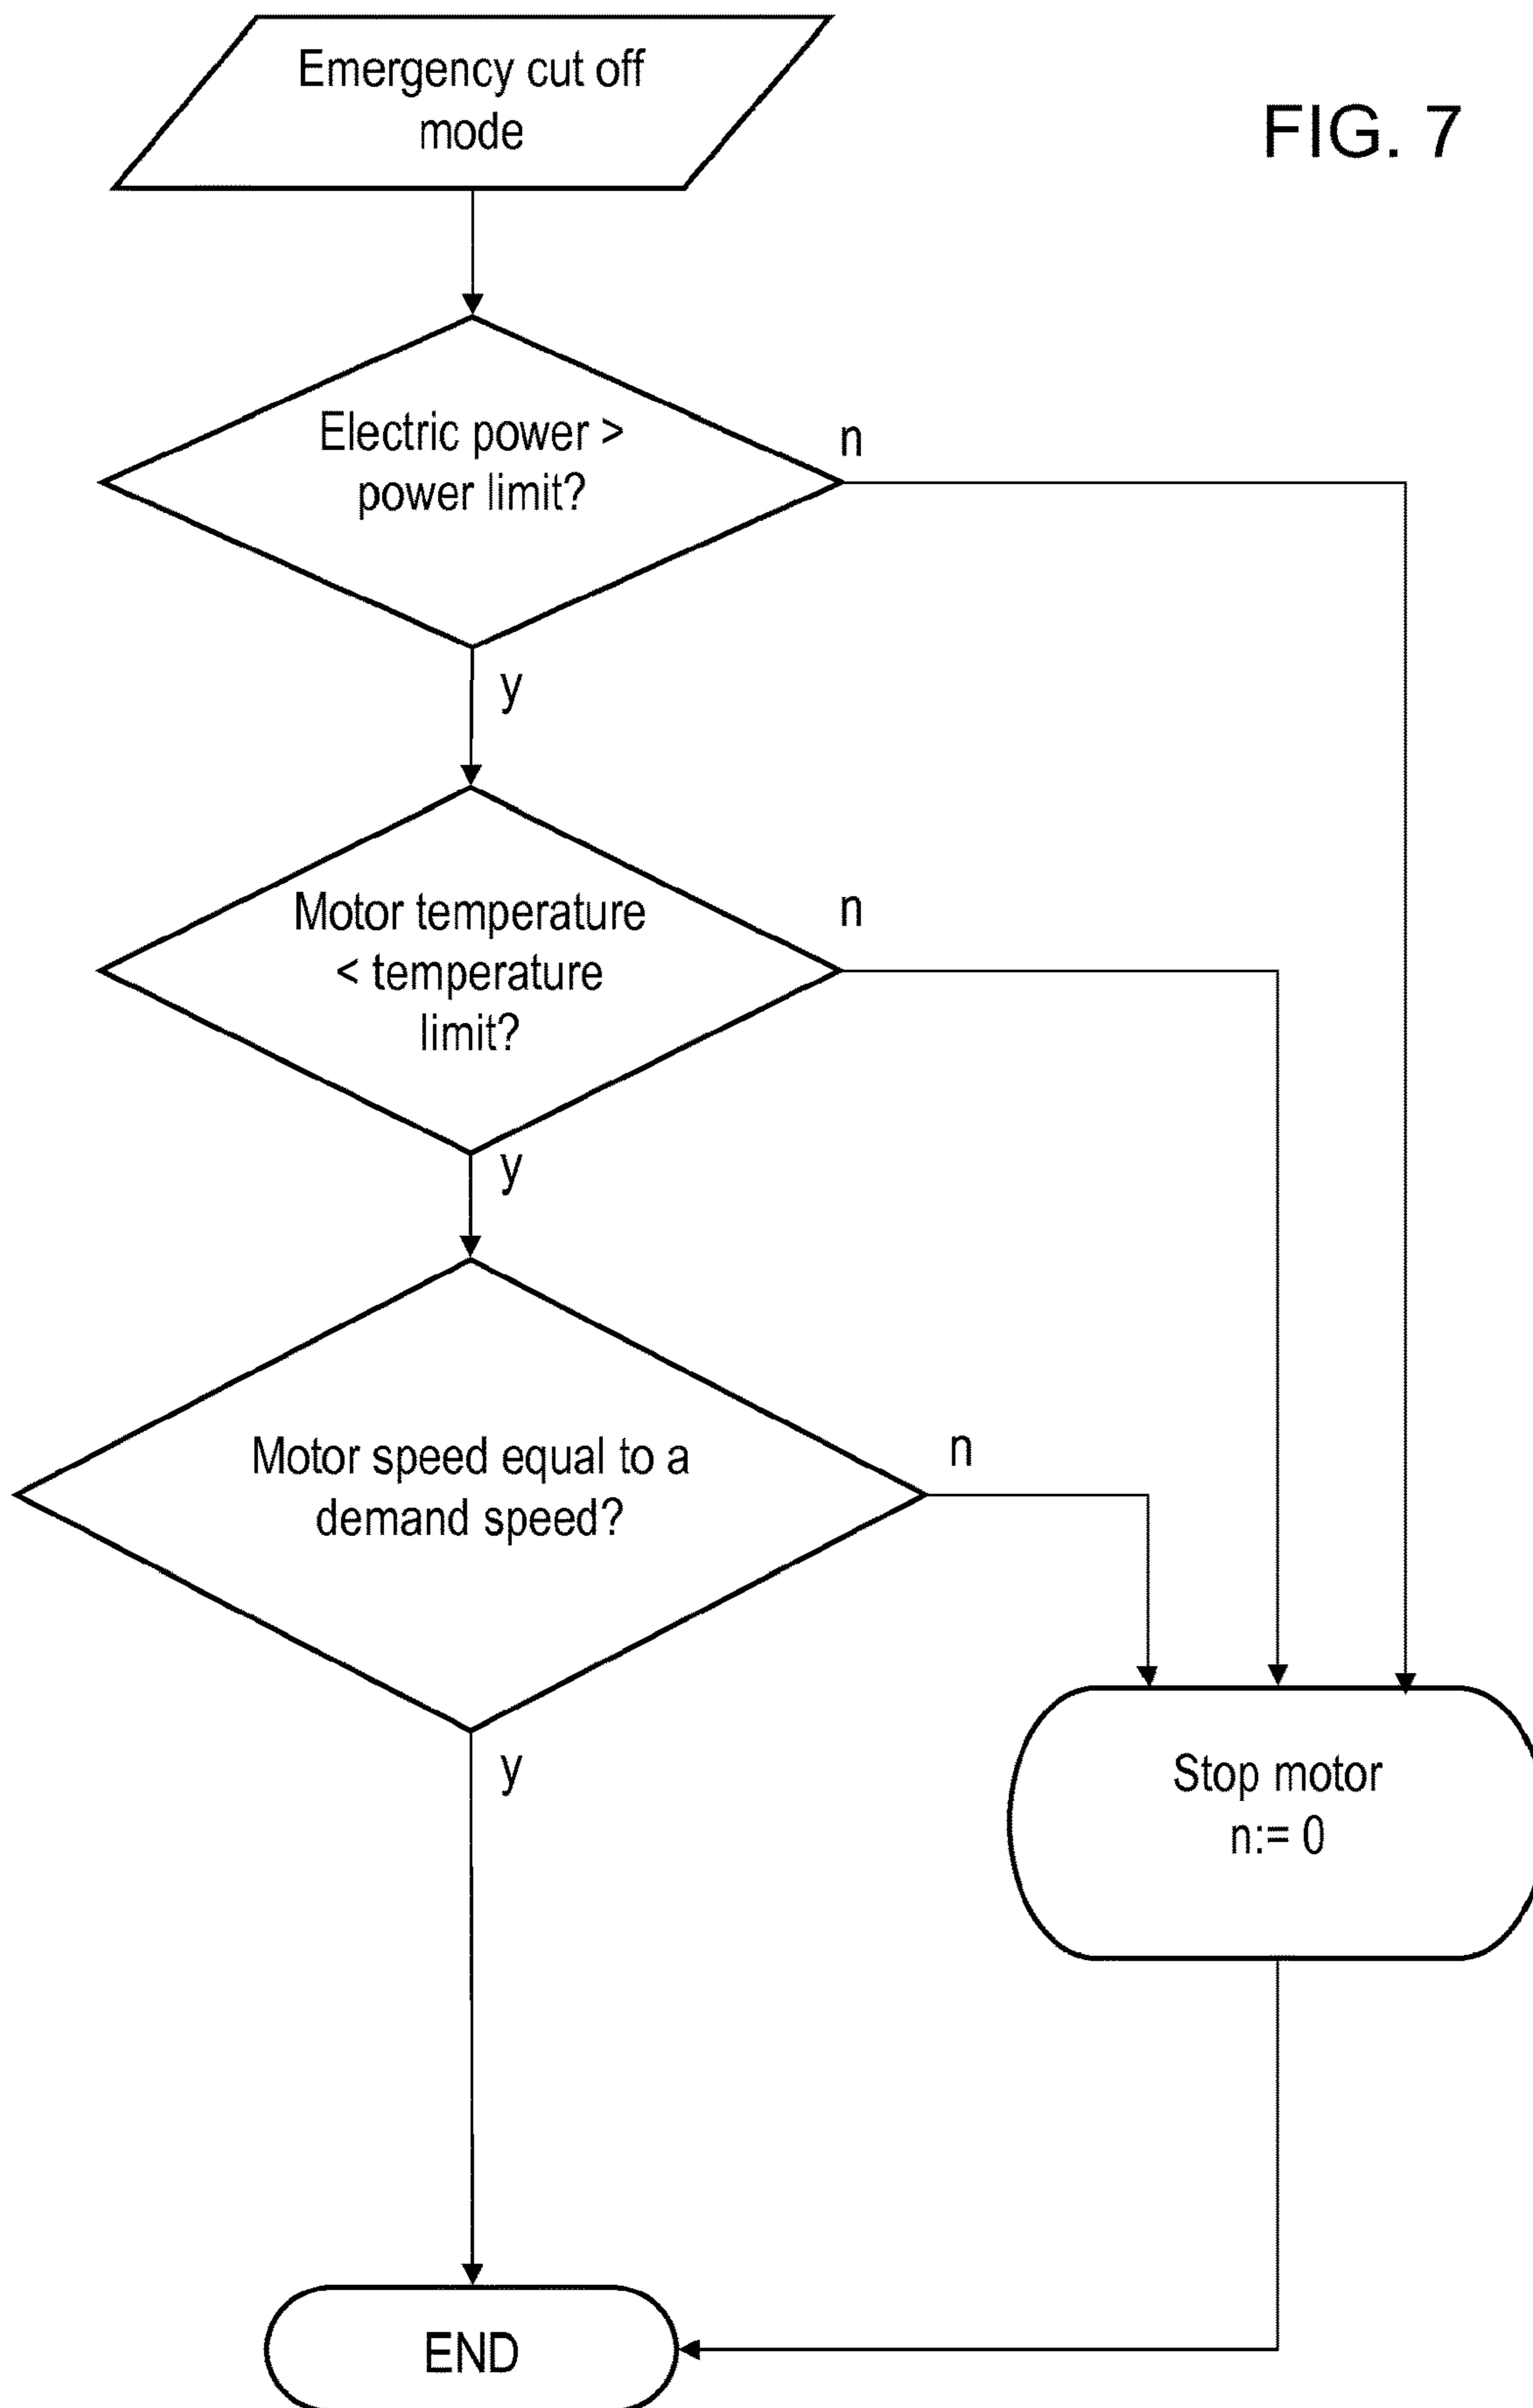 Emergency cut off
mode
FIG. 7
Electric power >
power limit?
n
y
Motor temperature
< temperature
limit?
n
y
Motor speed equal to a
demand speed?
n
y
Stop motor
n:= 0
END